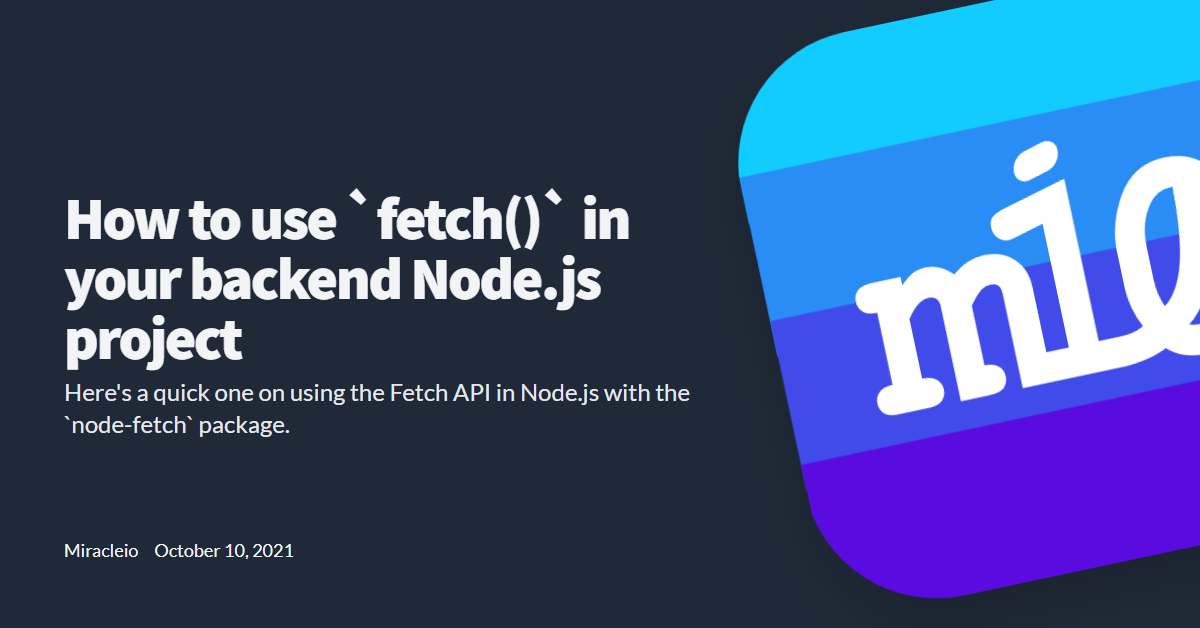 How to use `fetch()` in
your backend Node.js
project
Here's a quick one on using the Fetch API in Node.js with the
`node-fetch` package.
Miracleio October 10, 2021